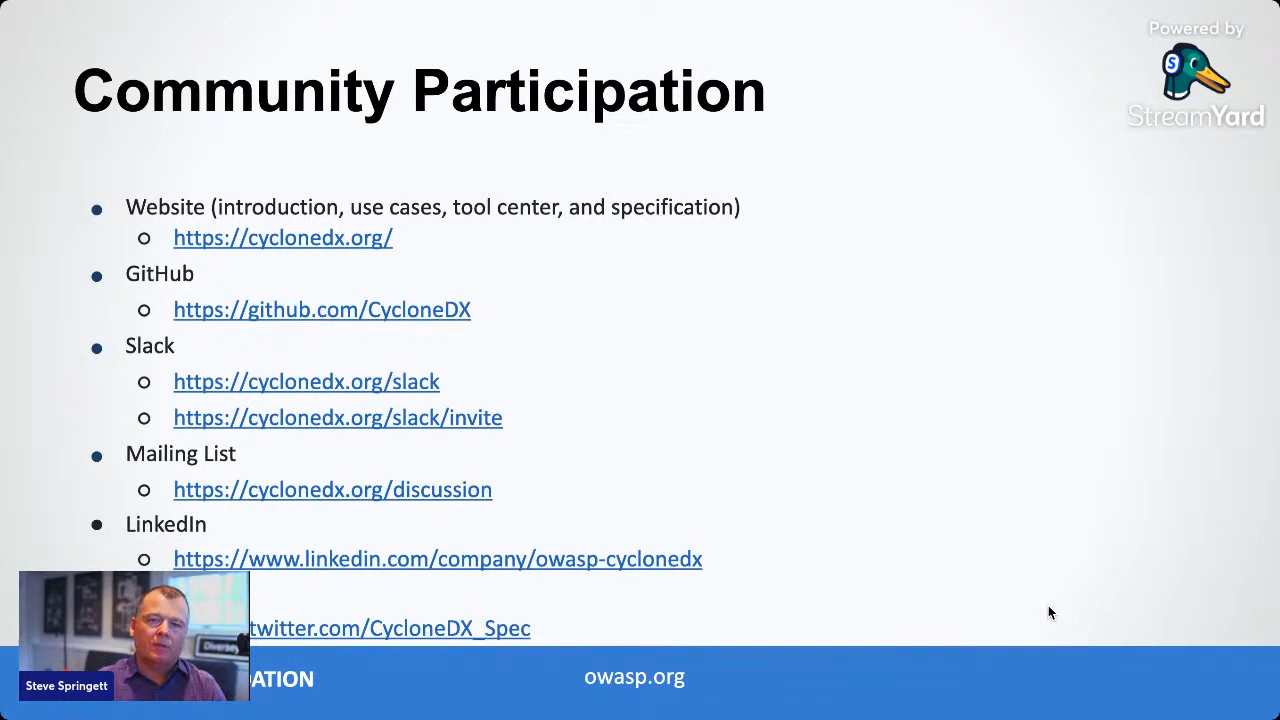 Powered by
S
StreamYard
Community Participation
Website (introduction, use cases, tool center, and specification)
https://cyclonedx.org/
GitHub
https://github.com/CycloneDX
Slack
https://cyclonedx.org/slack
https://cyclonedx.org/slack/invite
Mailing List
https://cyclonedx.org/discussion
LinkedIn
https://www.linkedin.com/company/owasp-cyclonedx
twitter.com/CycloneDX_Spec
Diversey
Steve Springett
DATION
owasp.org